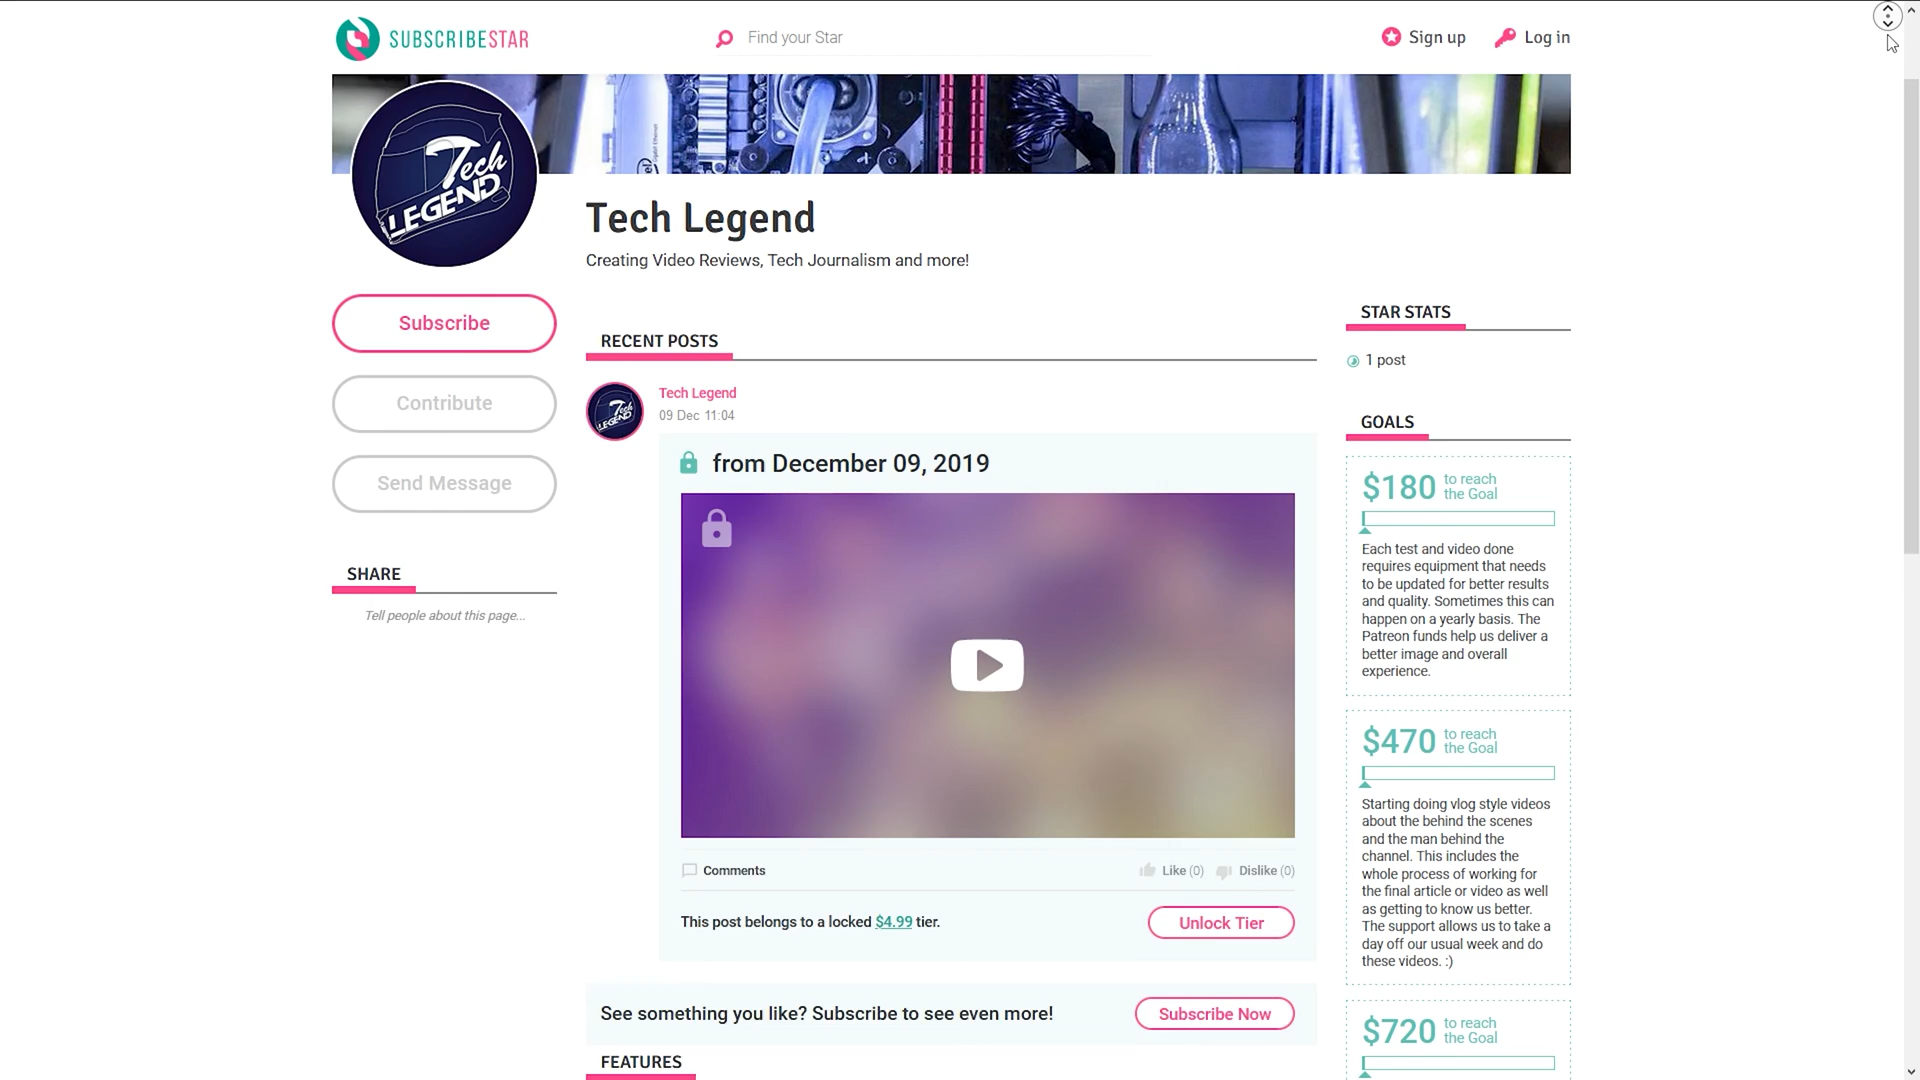 SUBSCRIBESTAR
Find your Star
Sign up
Log in
Tech
LEGEND
Tech Legend
Creating Video Reviews, Tech Journalism and more!
Subscribe
Contribute
Send Message
SHARE
Tell people about this page...
RECENT POSTS
Tech
LEGEND
Tech Legend
09 Dec 11:04
from December 09, 2019
Comments
Like (0)
Dislike (0)
This post belongs to a locked $4.99 tier.
Unlock Tier
See something you like? Subscribe to see even more!
Subscribe Now
FEATURES
STAR STATS
1 post
GOALS
$180 to reach
the Goal
Each test and video done
requires equipment that needs
to be updated for better results
and quality. Sometimes this can
happen on a yearly basis. The
Patreon funds help us deliver a
better image and overall
experience.
$470 to reach
the Goal
Starting doing vlog style videos
about the behind the scenes
and the man behind the
channel. This includes the
whole process of working for
the final article or video as well
as getting to know us better.
The support allows us to take a
day off our usual week and do
these videos. :)
$720 to reach
the Goal